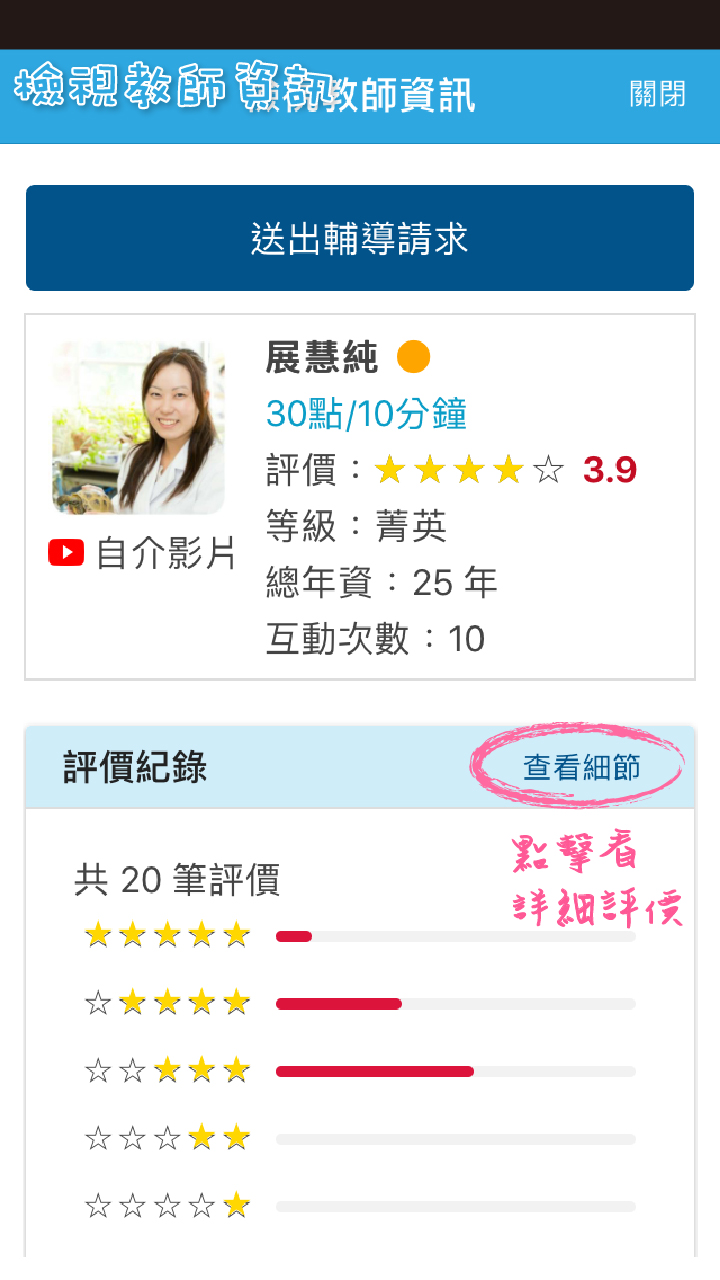 檢視教師資訊
檢視教師資訊
關閉
送出輔導請求
展慧純
30點/10分鐘
評價：★★★★☆ 3.9
自介影片
等級：菁英
總年資：25 年
互動次數：10
評價紀錄
查看細節
點擊看
詳細評價
共 20 筆評價
★★★★★
☆★★★★
☆☆★★★
☆☆☆★★
☆☆☆☆★